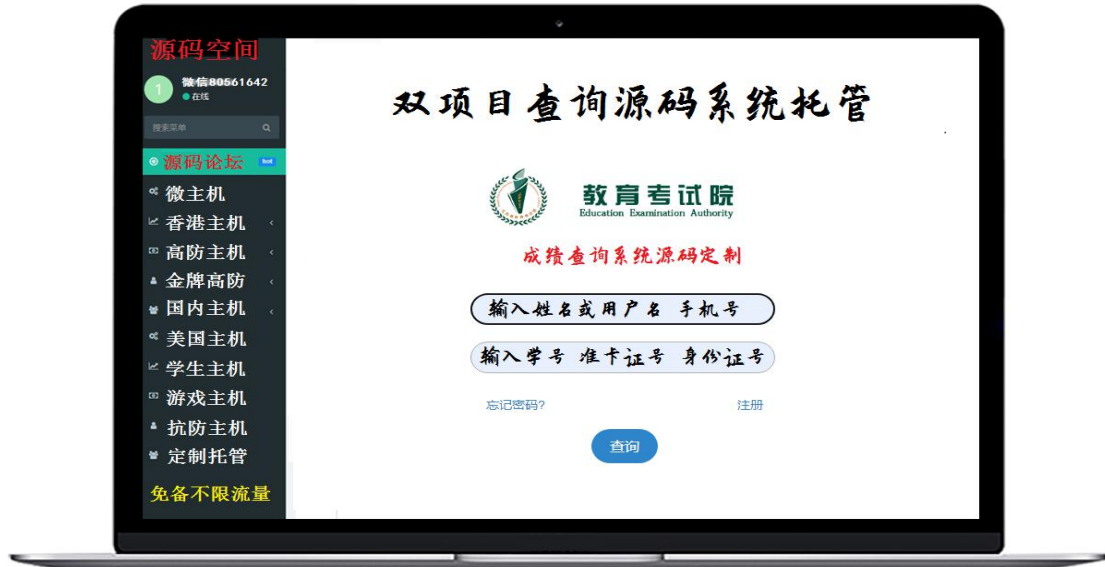 源码空间
1
微信80561642
在线
搜索菜单
源码论坛 hot
微主机
香港主机
高防主机
金牌高防
国内主机
美国主机
学生主机
游戏主机
抗防主机
定制托管
免备不限流量
双项目查询源码系统托管
教育考试院
Education Examination Authority
成绩查询系统源码定制
输入姓名或用户名 手机号
输入学号 准卡证号 身份证号
忘记密码? 注册
查询